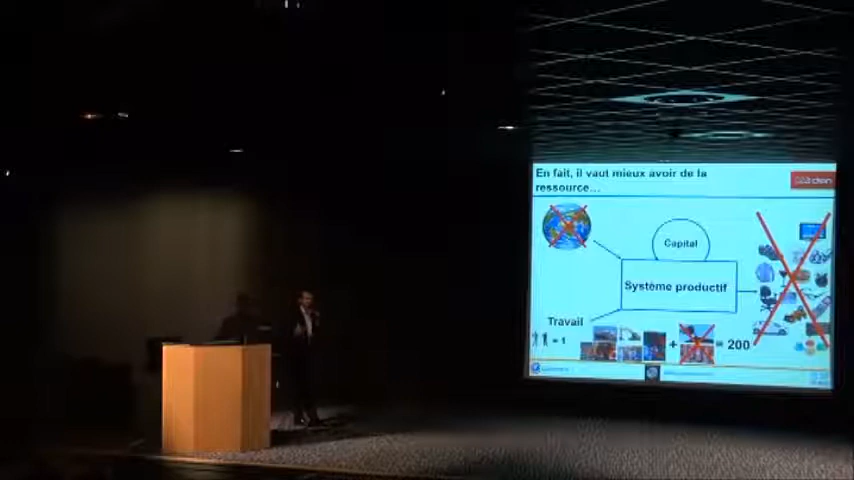 En fait, il vaut mieux avoir de la
ressource...
Capital
Système productif
Travail
= 1
+
= 200